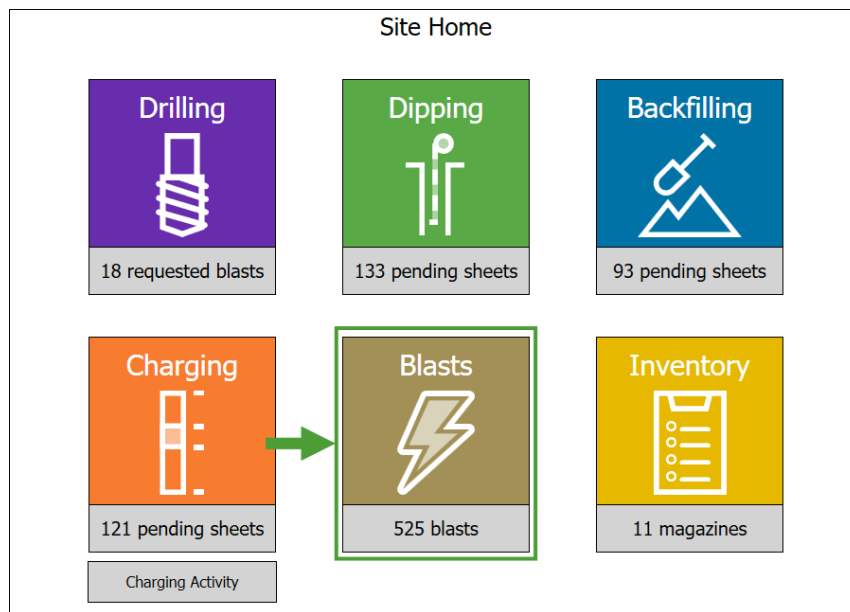 Site Home
Drilling
Dipping
Backfilling
18 requested blasts
133 pending sheets
93 pending sheets
Charging
Blasts
Inventory
121 pending sheets
525 blasts
11 magazines
Charging Activity